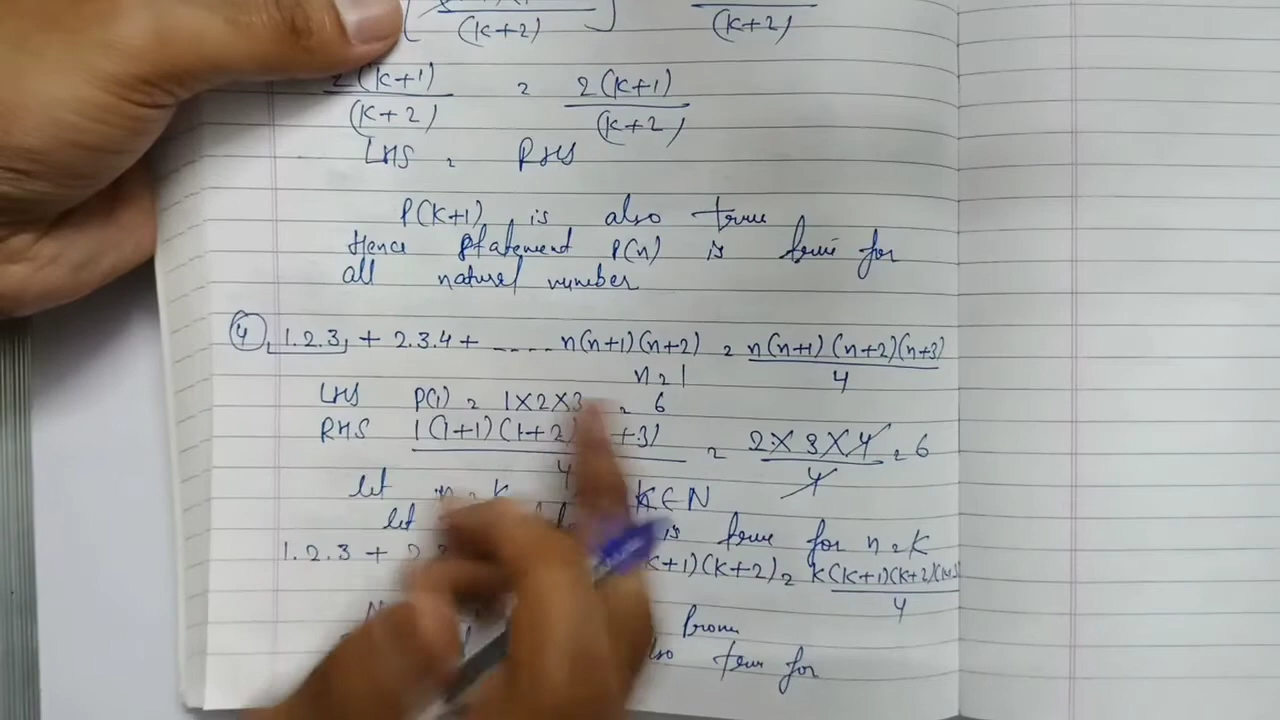 (k+2) (k+2)
2(k+1) = 2(k+1)
(k+2) (k+2)
LHS = RHS
P(k+1) is also true
Hence statement P(n) is true for
all natural number
4 1.2.3 + 2.3.4 + ---- n(n+1)(n+2) = n(n+1)(n+2)(n+3)
4
n = 1
LHS P(1) = 1×2×3 = 6
RHS 1(1+1)(1+2) +3) = 2×3×4 = 6
4 4
let n = k k∈N
let is true for n=k
1.2.3 + k+1)(k+2) = k(k+1)(k+2)(k+3)
4
Prove
also true for